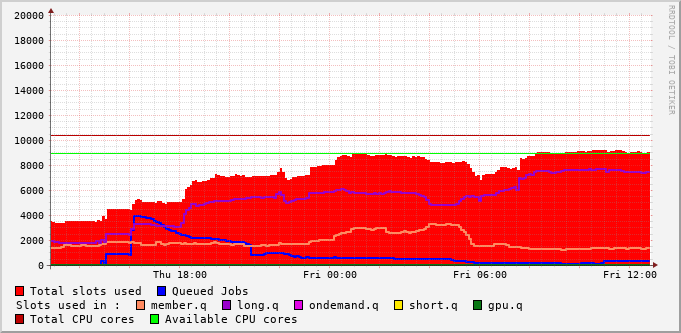 20000
18000
16000
14000
12000
10000
8000
6000
4000
2000
0
Thu 18:00 Fri 00:00 Fri 06:00 Fri 12:00
Total slots used Queued Jobs
Slots used in : member.q long.q ondemand.q short.q gpu.q
Total CPU cores Available CPU cores
RRDTOOL / TOBI OETIKER